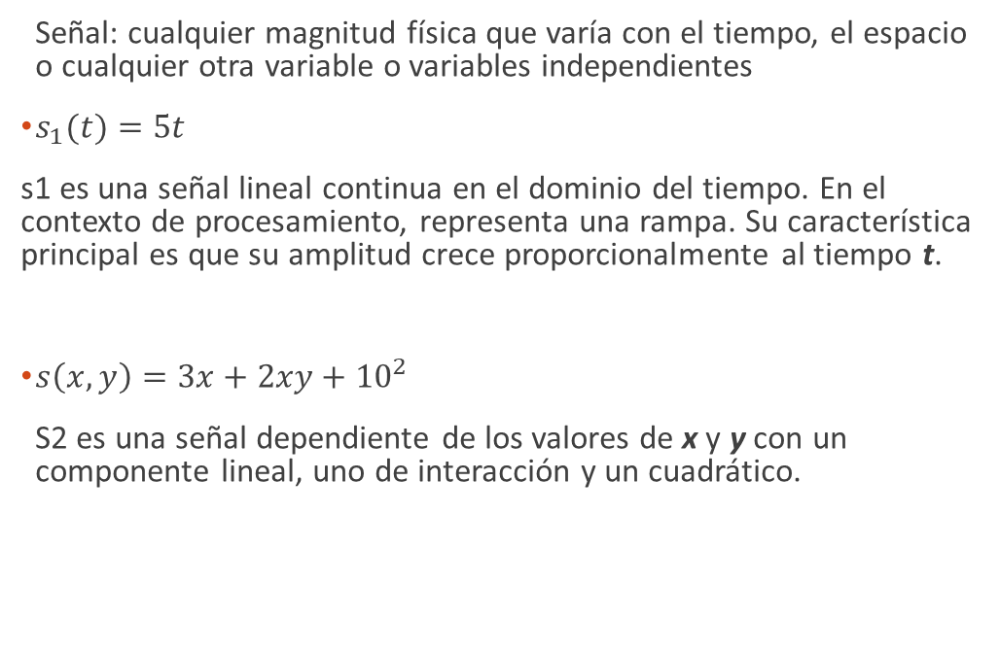 Señal: cualquier magnitud física que varía con el tiempo, el espacio
o cualquier otra variable o variables independientes
•s₁(t) = 5t
s1 es una señal lineal continua en el dominio del tiempo. En el
contexto de procesamiento, representa una rampa. Su característica
principal es que su amplitud crece proporcionalmente al tiempo t.
•s(x, y) = 3x + 2xy + 10²
S2 es una señal dependiente de los valores de x y y con un
componente lineal, uno de interacción y un cuadrático.